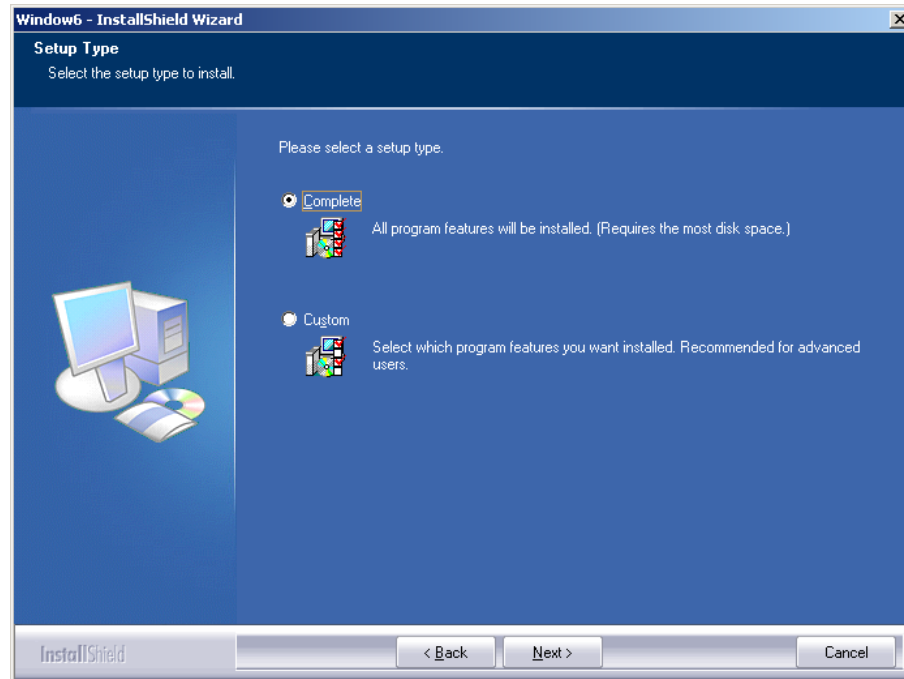 Window6 - InstallShield Wizard
Setup Type
Select the setup type to install.
Please select a setup type.
Complete
All program features will be installed. (Requires the most disk space.)
Custom
Select which program features you want installed. Recommended for advanced
users.
InstallShield
< Back
Next >
Cancel